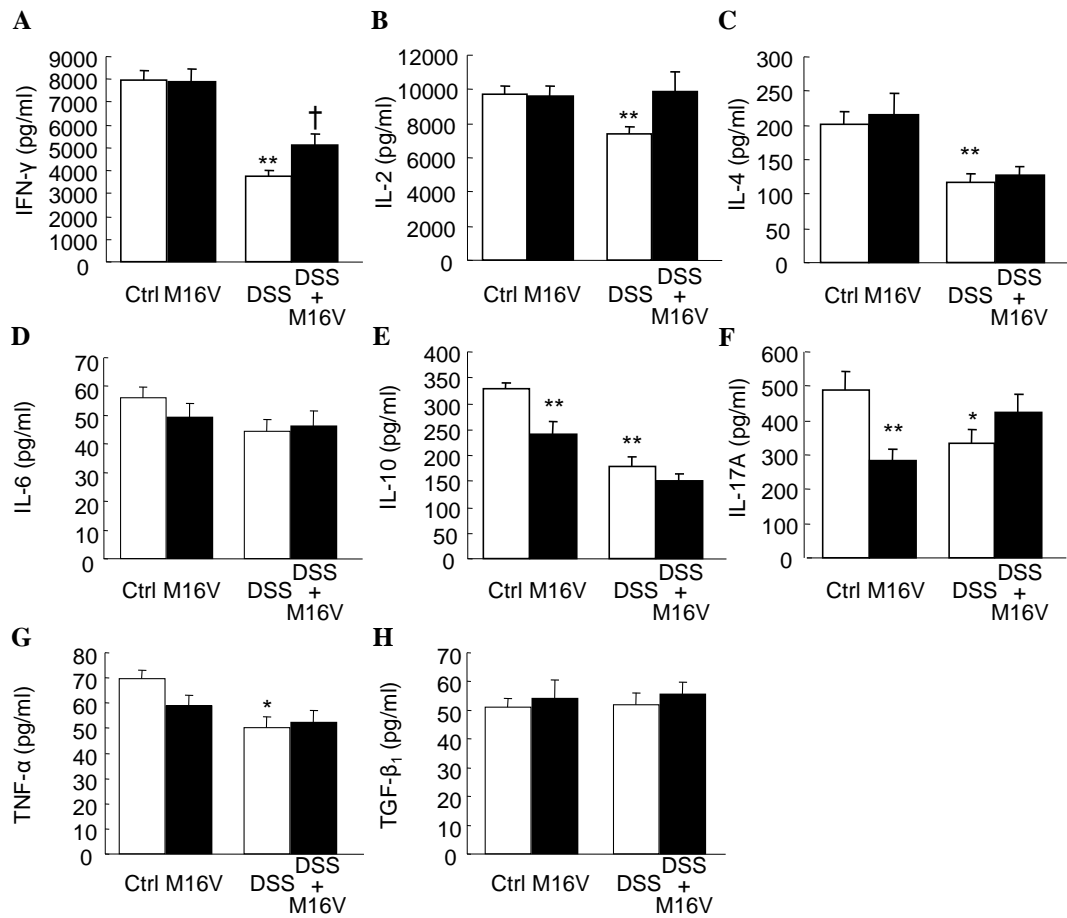 A
IFN-γ (pg/ml)
9000
8000
7000
6000
5000
4000
3000
2000
1000
0
**
†
Ctrl M16V DSS DSS
+
M16V
B
IL-2 (pg/ml)
12000
10000
8000
6000
4000
2000
0
**
Ctrl M16V DSS DSS
+
M16V
C
IL-4 (pg/ml)
300
250
200
150
100
50
0
**
Ctrl M16V DSS DSS
+
M16V
D
IL-6 (pg/ml)
70
60
50
40
30
20
10
0
Ctrl M16V DSS DSS
+
M16V
E
IL-10 (pg/ml)
400
350
300
250
200
150
100
50
0
**
**
Ctrl M16V DSS DSS
+
M16V
F
IL-17A (pg/ml)
600
500
400
300
200
100
0
**
*
Ctrl M16V DSS DSS
+
M16V
G
TNF-α (pg/ml)
80
70
60
50
40
30
20
10
0
*
Ctrl M16V DSS DSS
+
M16V
H
TGF-β₁ (pg/ml)
70
60
50
40
30
20
10
0
Ctrl M16V DSS DSS
+
M16V